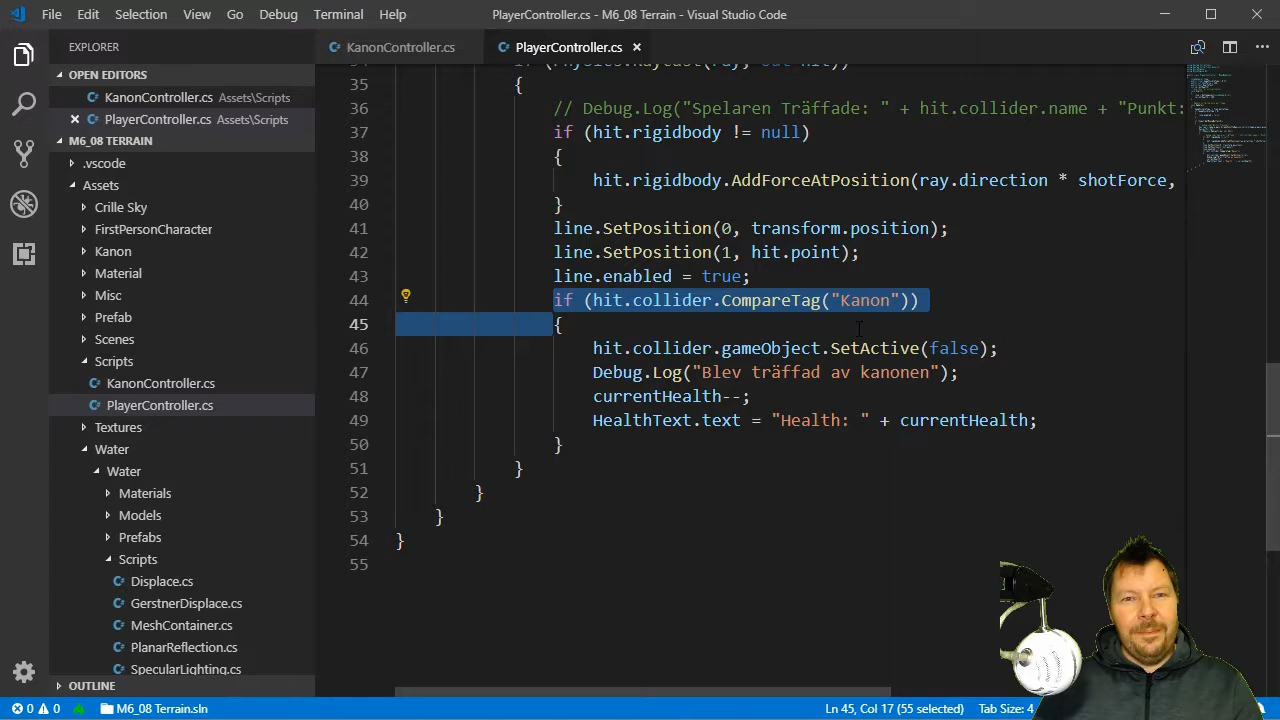 File Edit Selection View Go Debug Terminal Help
PlayerController.cs - M6_08 Terrain - Visual Studio Code
EXPLORER
OPEN EDITORS
KanonController.cs Assets\Scripts
PlayerController.cs Assets\Scripts
M6_08 TERRAIN
.vscode
Assets
Crille Sky
FirstPersonCharacter
Kanon
Material
Misc
Prefab
Scenes
Scripts
KanonController.cs
PlayerController.cs
Textures
Water
Water
Materials
Models
Prefabs
Scripts
Displace.cs
GerstnerDisplace.cs
MeshContainer.cs
PlanarReflection.cs
SpecularLighting.cs
OUTLINE
KanonController.cs PlayerController.cs
35 {
36 // Debug.Log("Spelaren Träffade: " + hit.collider.name + "Punkt:
37 if (hit.rigidbody != null)
38 {
39 hit.rigidbody.AddForceAtPosition(ray.direction * shotForce,
40 }
41 line.SetPosition(0, transform.position);
42 line.SetPosition(1, hit.point);
43 line.enabled = true;
44 if (hit.collider.CompareTag("Kanon"))
45 {
46 hit.collider.gameObject.SetActive(false);
47 Debug.Log("Blev träffad av kanonen");
48 currentHealth--;
49 HealthText.text = "Health: " + currentHealth;
50 }
51 }
52 }
53 }
54 }
55
0 0 M6_08 Terrain.sln Ln 45, Col 17 (55 selected) Tab Size: 4